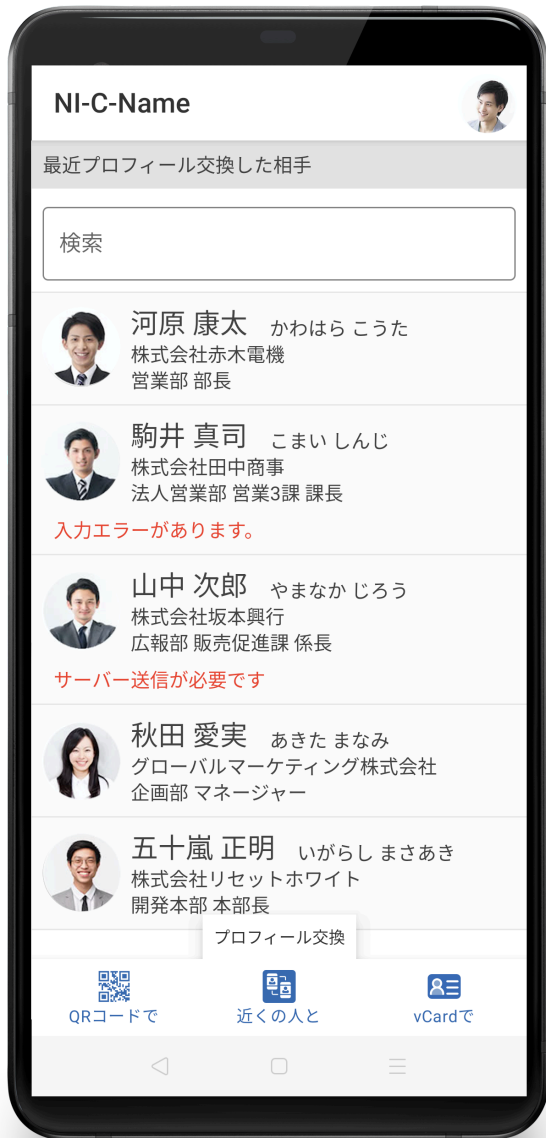 NI-C-Name
最近プロフィール交換した相手
検索
河原 康太 かわはら こうた
株式会社赤木電機
営業部 部長
駒井 真司 こまい しんじ
株式会社田中商事
法人営業部 営業3課 課長
入力エラーがあります。
山中 次郎 やまなか じろう
株式会社坂本興行
広報部 販売促進課 係長
サーバー送信が必要です
秋田 愛実 あきた まなみ
グローバルマーケティング株式会社
企画部 マネージャー
五十嵐 正明 いがらし まさあき
株式会社リセットホワイト
開発本部 本部長
プロフィール交換
QRコードで 近くの人と vCardで